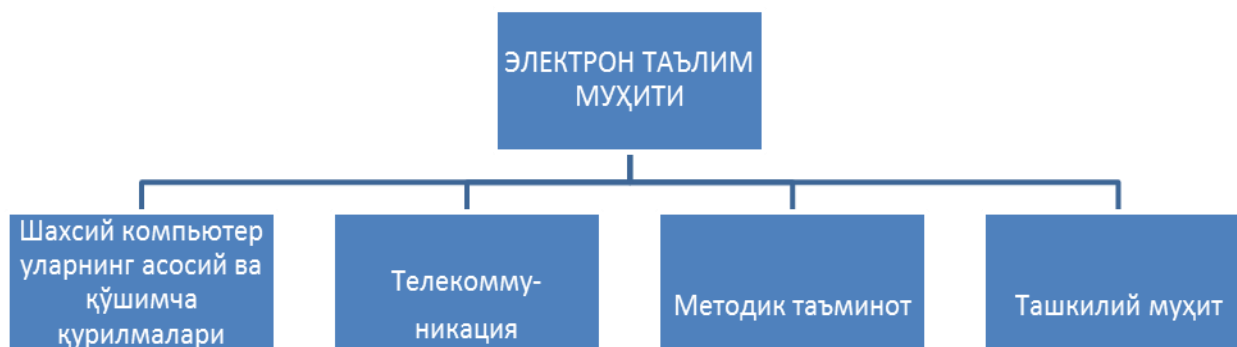 ЭЛЕКТРОН ТАЪЛИМ
МУҲИТИ
Шахсий компьютер
уларнинг асосий ва
қўшимча
қурилмалари
Телекомму-
никация
Методик таъминот
Ташкилий муҳит